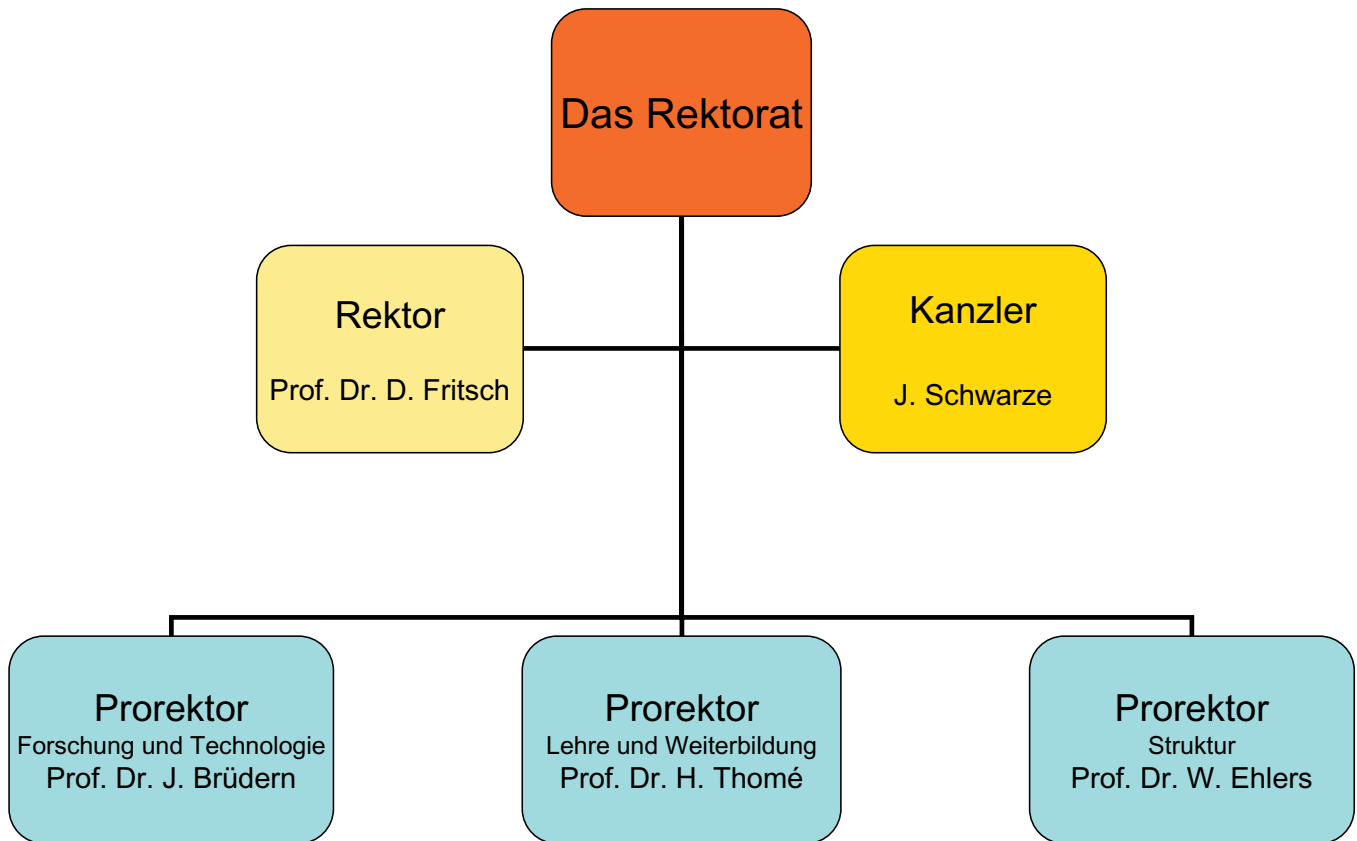 Das Rektorat
Rektor
Prof. Dr. D. Fritsch
Kanzler
J. Schwarze
Prorektor
Forschung und Technologie
Prof. Dr. J. Brüdern
Prorektor
Lehre und Weiterbildung
Prof. Dr. H. Thomé
Prorektor
Struktur
Prof. Dr. W. Ehlers